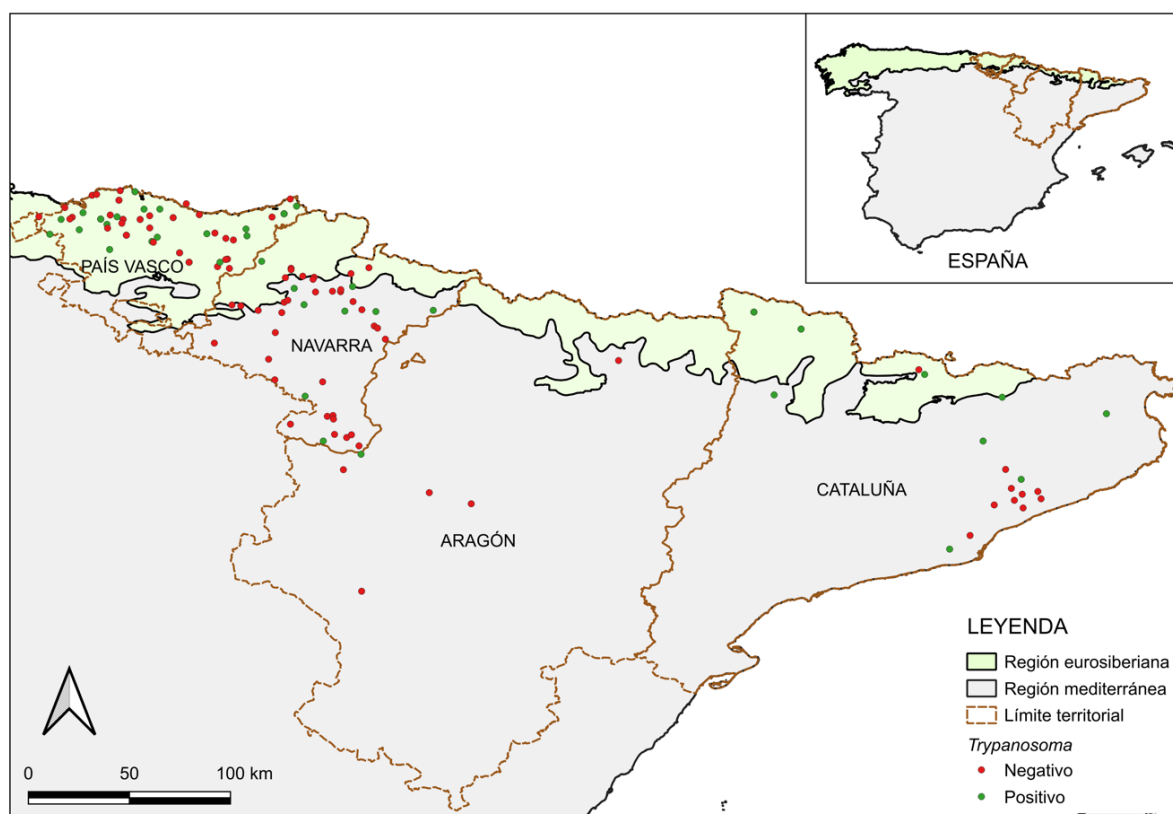 ESPAÑA
PAÍS VASCO
NAVARRA
CATALUÑA
ARAGÓN
LEYENDA
Región eurosiberiana
Región mediterránea
Límite territorial
Trypanosoma
Negativo
Positivo
0 50 100 km